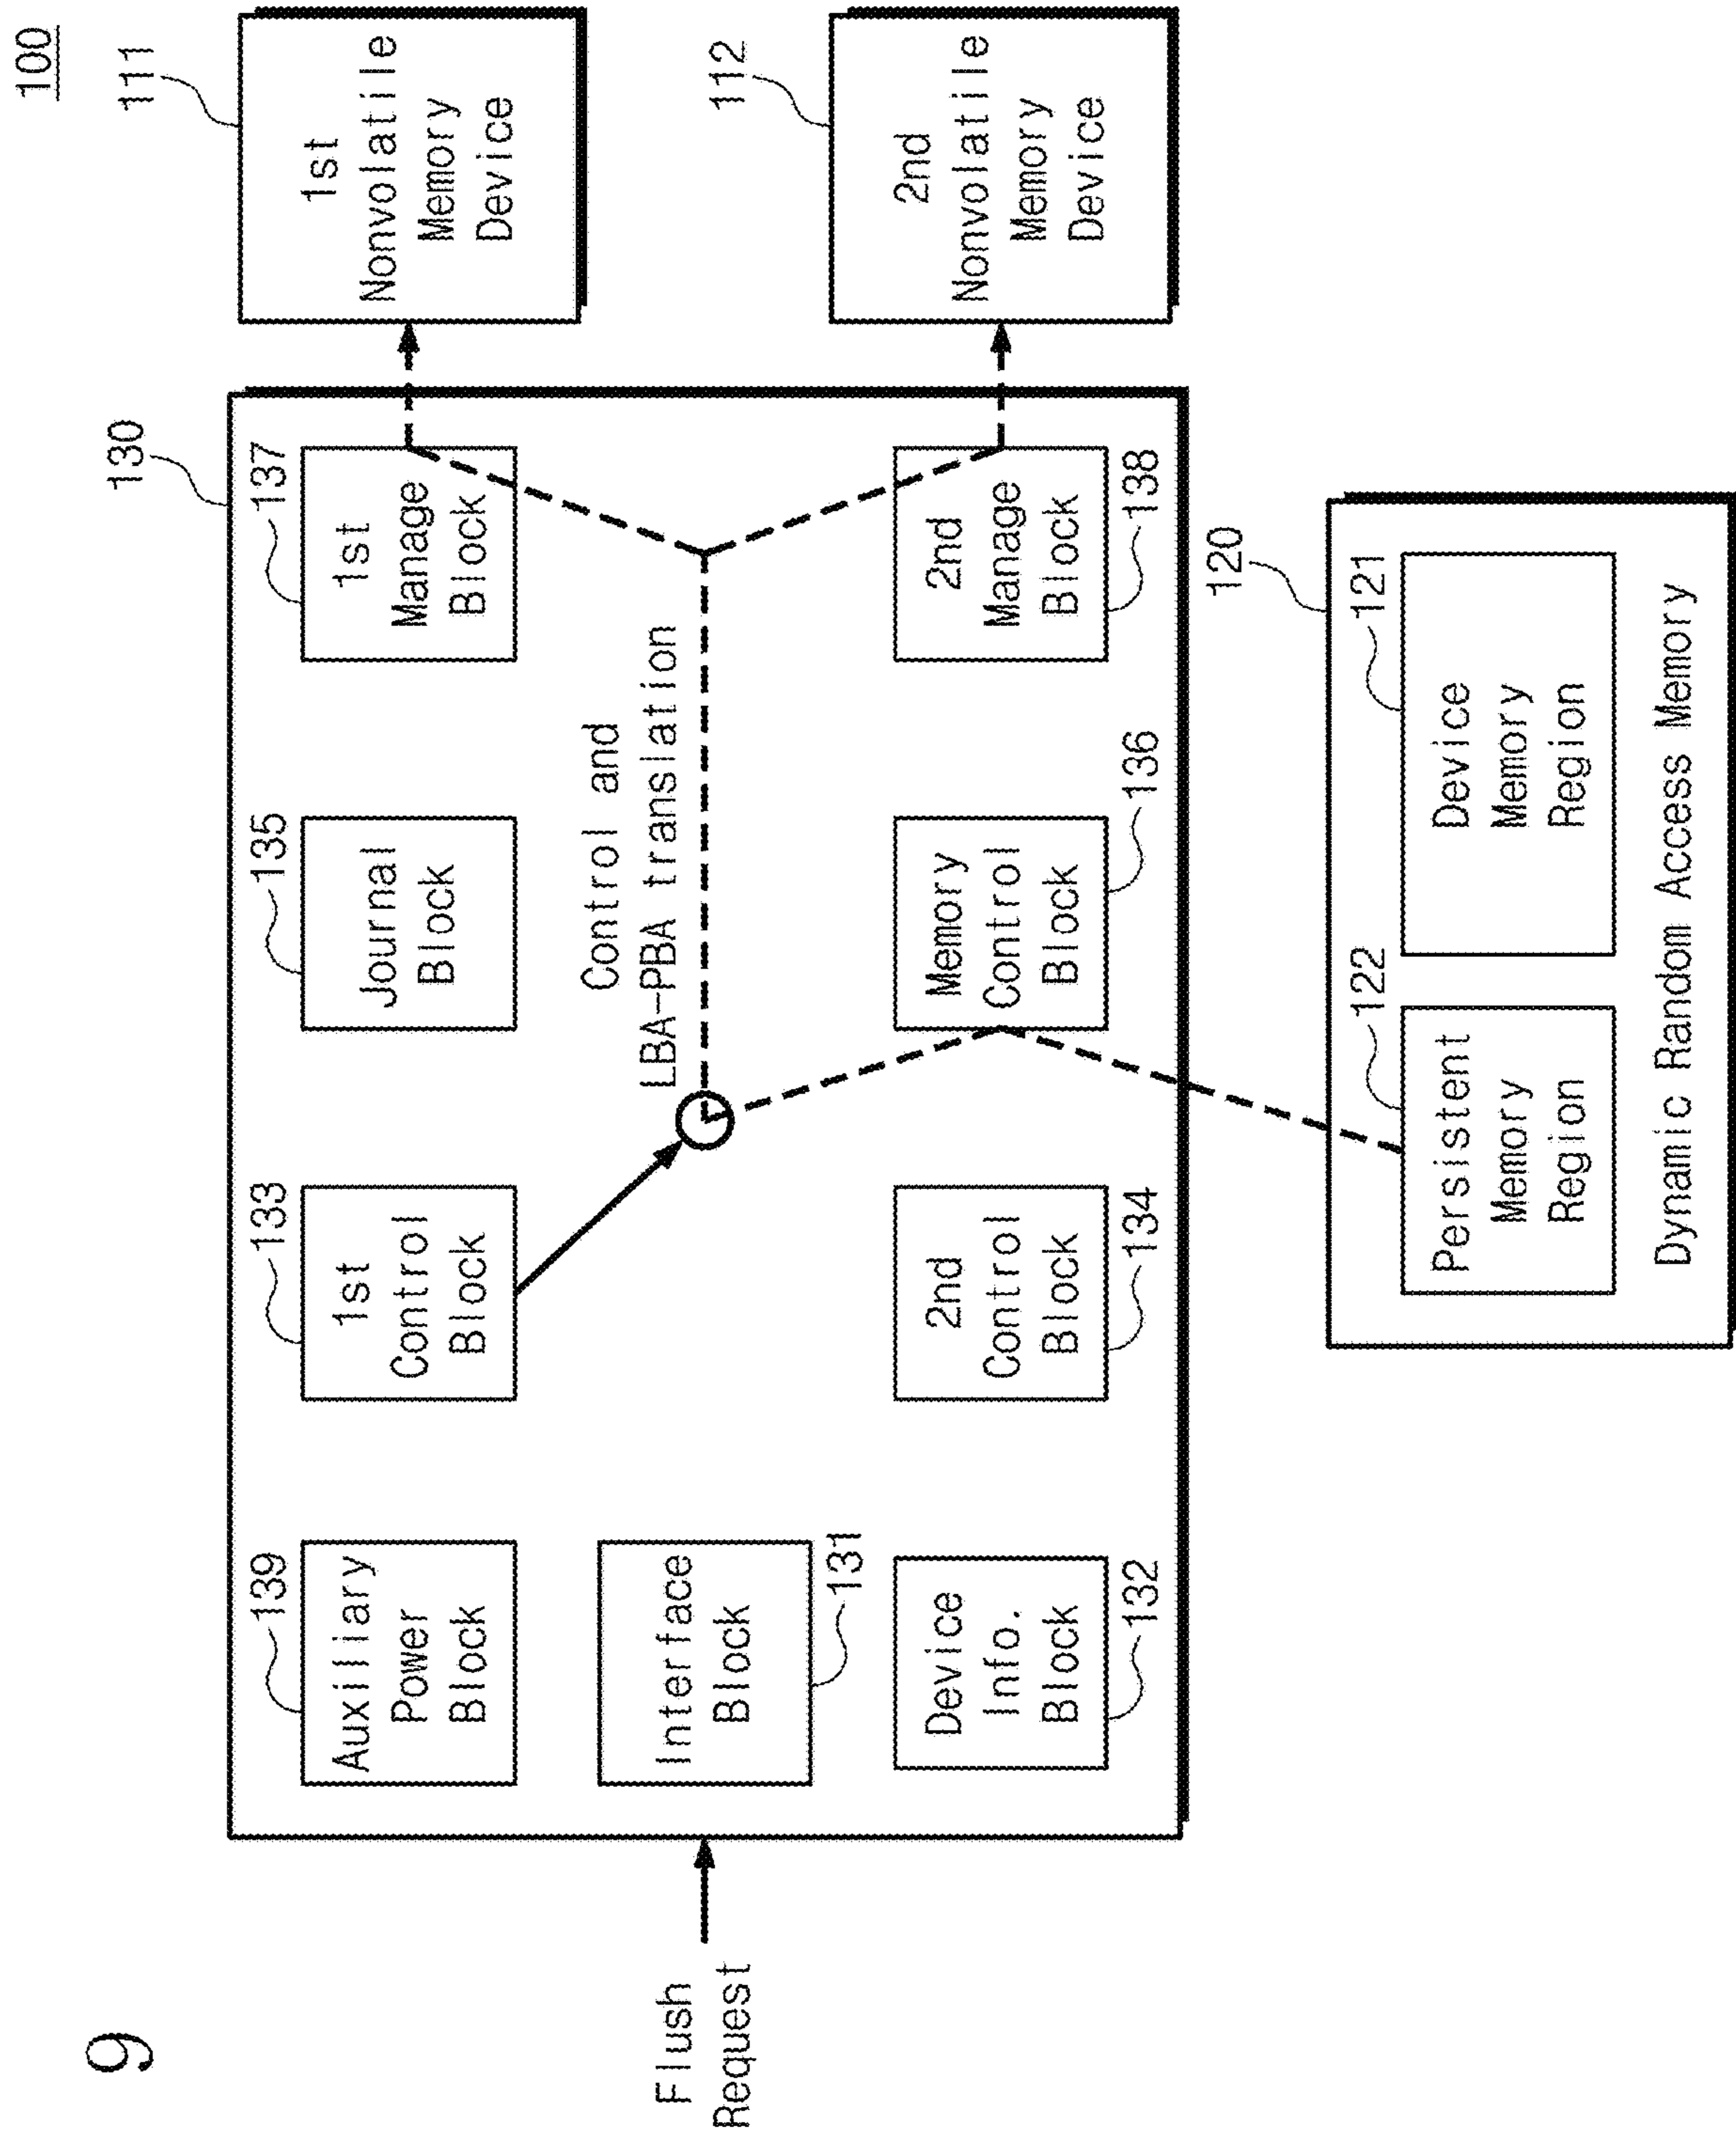 9
100
Flush
Request
130
139
Auxiliary
Power
Block
133
1st
Control
Block
135
Journal
Block
137
1st
Manage
Block
111
1st
Nonvolatile
Memory
Device
Interface
Block
131
Control and
LBA-PBA translation
Device
Info.
Block
132
2nd
Control
Block
134
Memory
Control
Block
136
2nd
Manage
Block
138
112
2nd
Nonvolatile
Memory
Device
120
122
Persistent
Memory
Region
121
Device
Memory
Region
Dynamic Random Access Memory